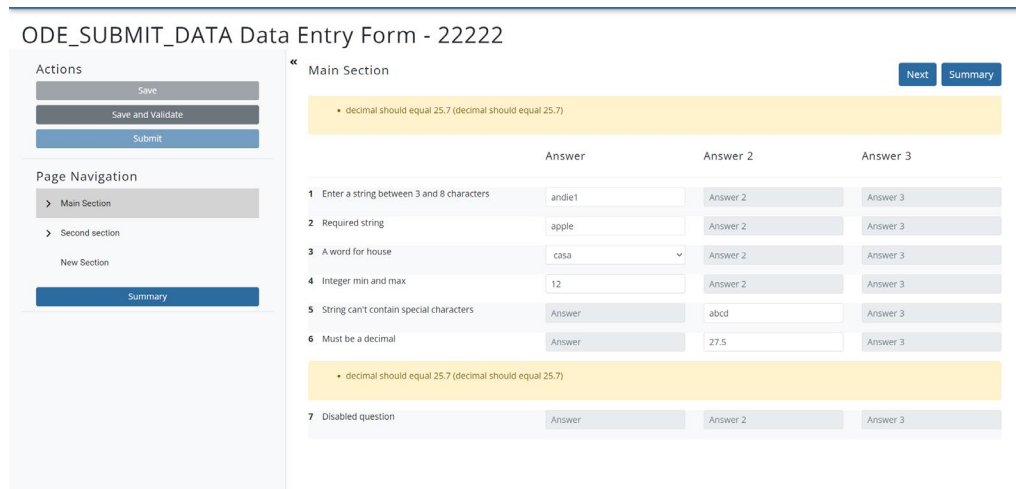 ODE_SUBMIT_DATA Data Entry Form - 22222
Actions
Save
Save and Validate
Submit
Page Navigation
Main Section
Second section
New Section
Summary
«
Main Section
Next
Summary
• decimal should equal 25.7 (decimal should equal 25.7)
Answer Answer 2 Answer 3
1 Enter a string between 3 and 8 characters andie1 Answer 2 Answer 3
2 Required string apple Answer 2 Answer 3
3 A word for house casa Answer 2 Answer 3
4 Integer min and max 12 Answer 2 Answer 3
5 String can't contain special characters Answer abcd Answer 3
6 Must be a decimal Answer 27.5 Answer 3
• decimal should equal 25.7 (decimal should equal 25.7)
7 Disabled question Answer Answer 2 Answer 3